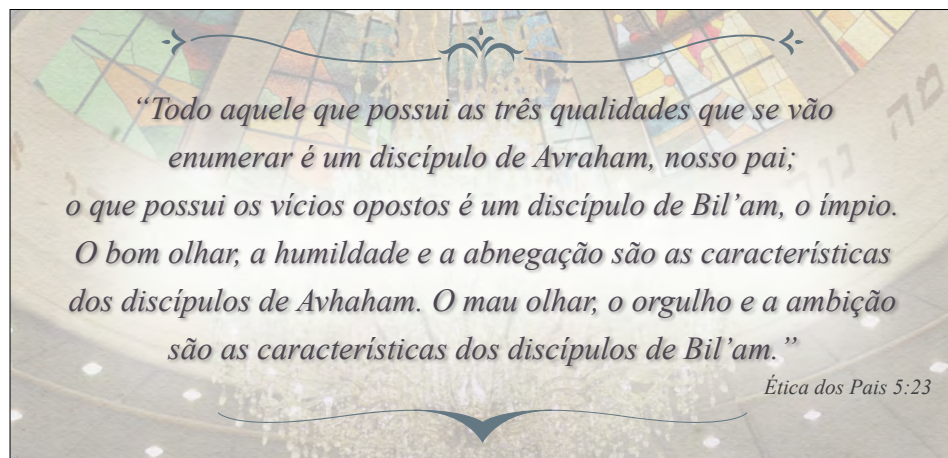 “Todo aquele que possui as três qualidades que se vão
enumerar é um discípulo de Avraham, nosso pai;
o que possui os vícios opostos é um discípulo de Bil’am, o ímpio.
O bom olhar, a humildade e a abnegação são as características
dos discípulos de Avhaham. O mau olhar, o orgulho e a ambição
são as características dos discípulos de Bil’am.”
Ética dos Pais 5:23